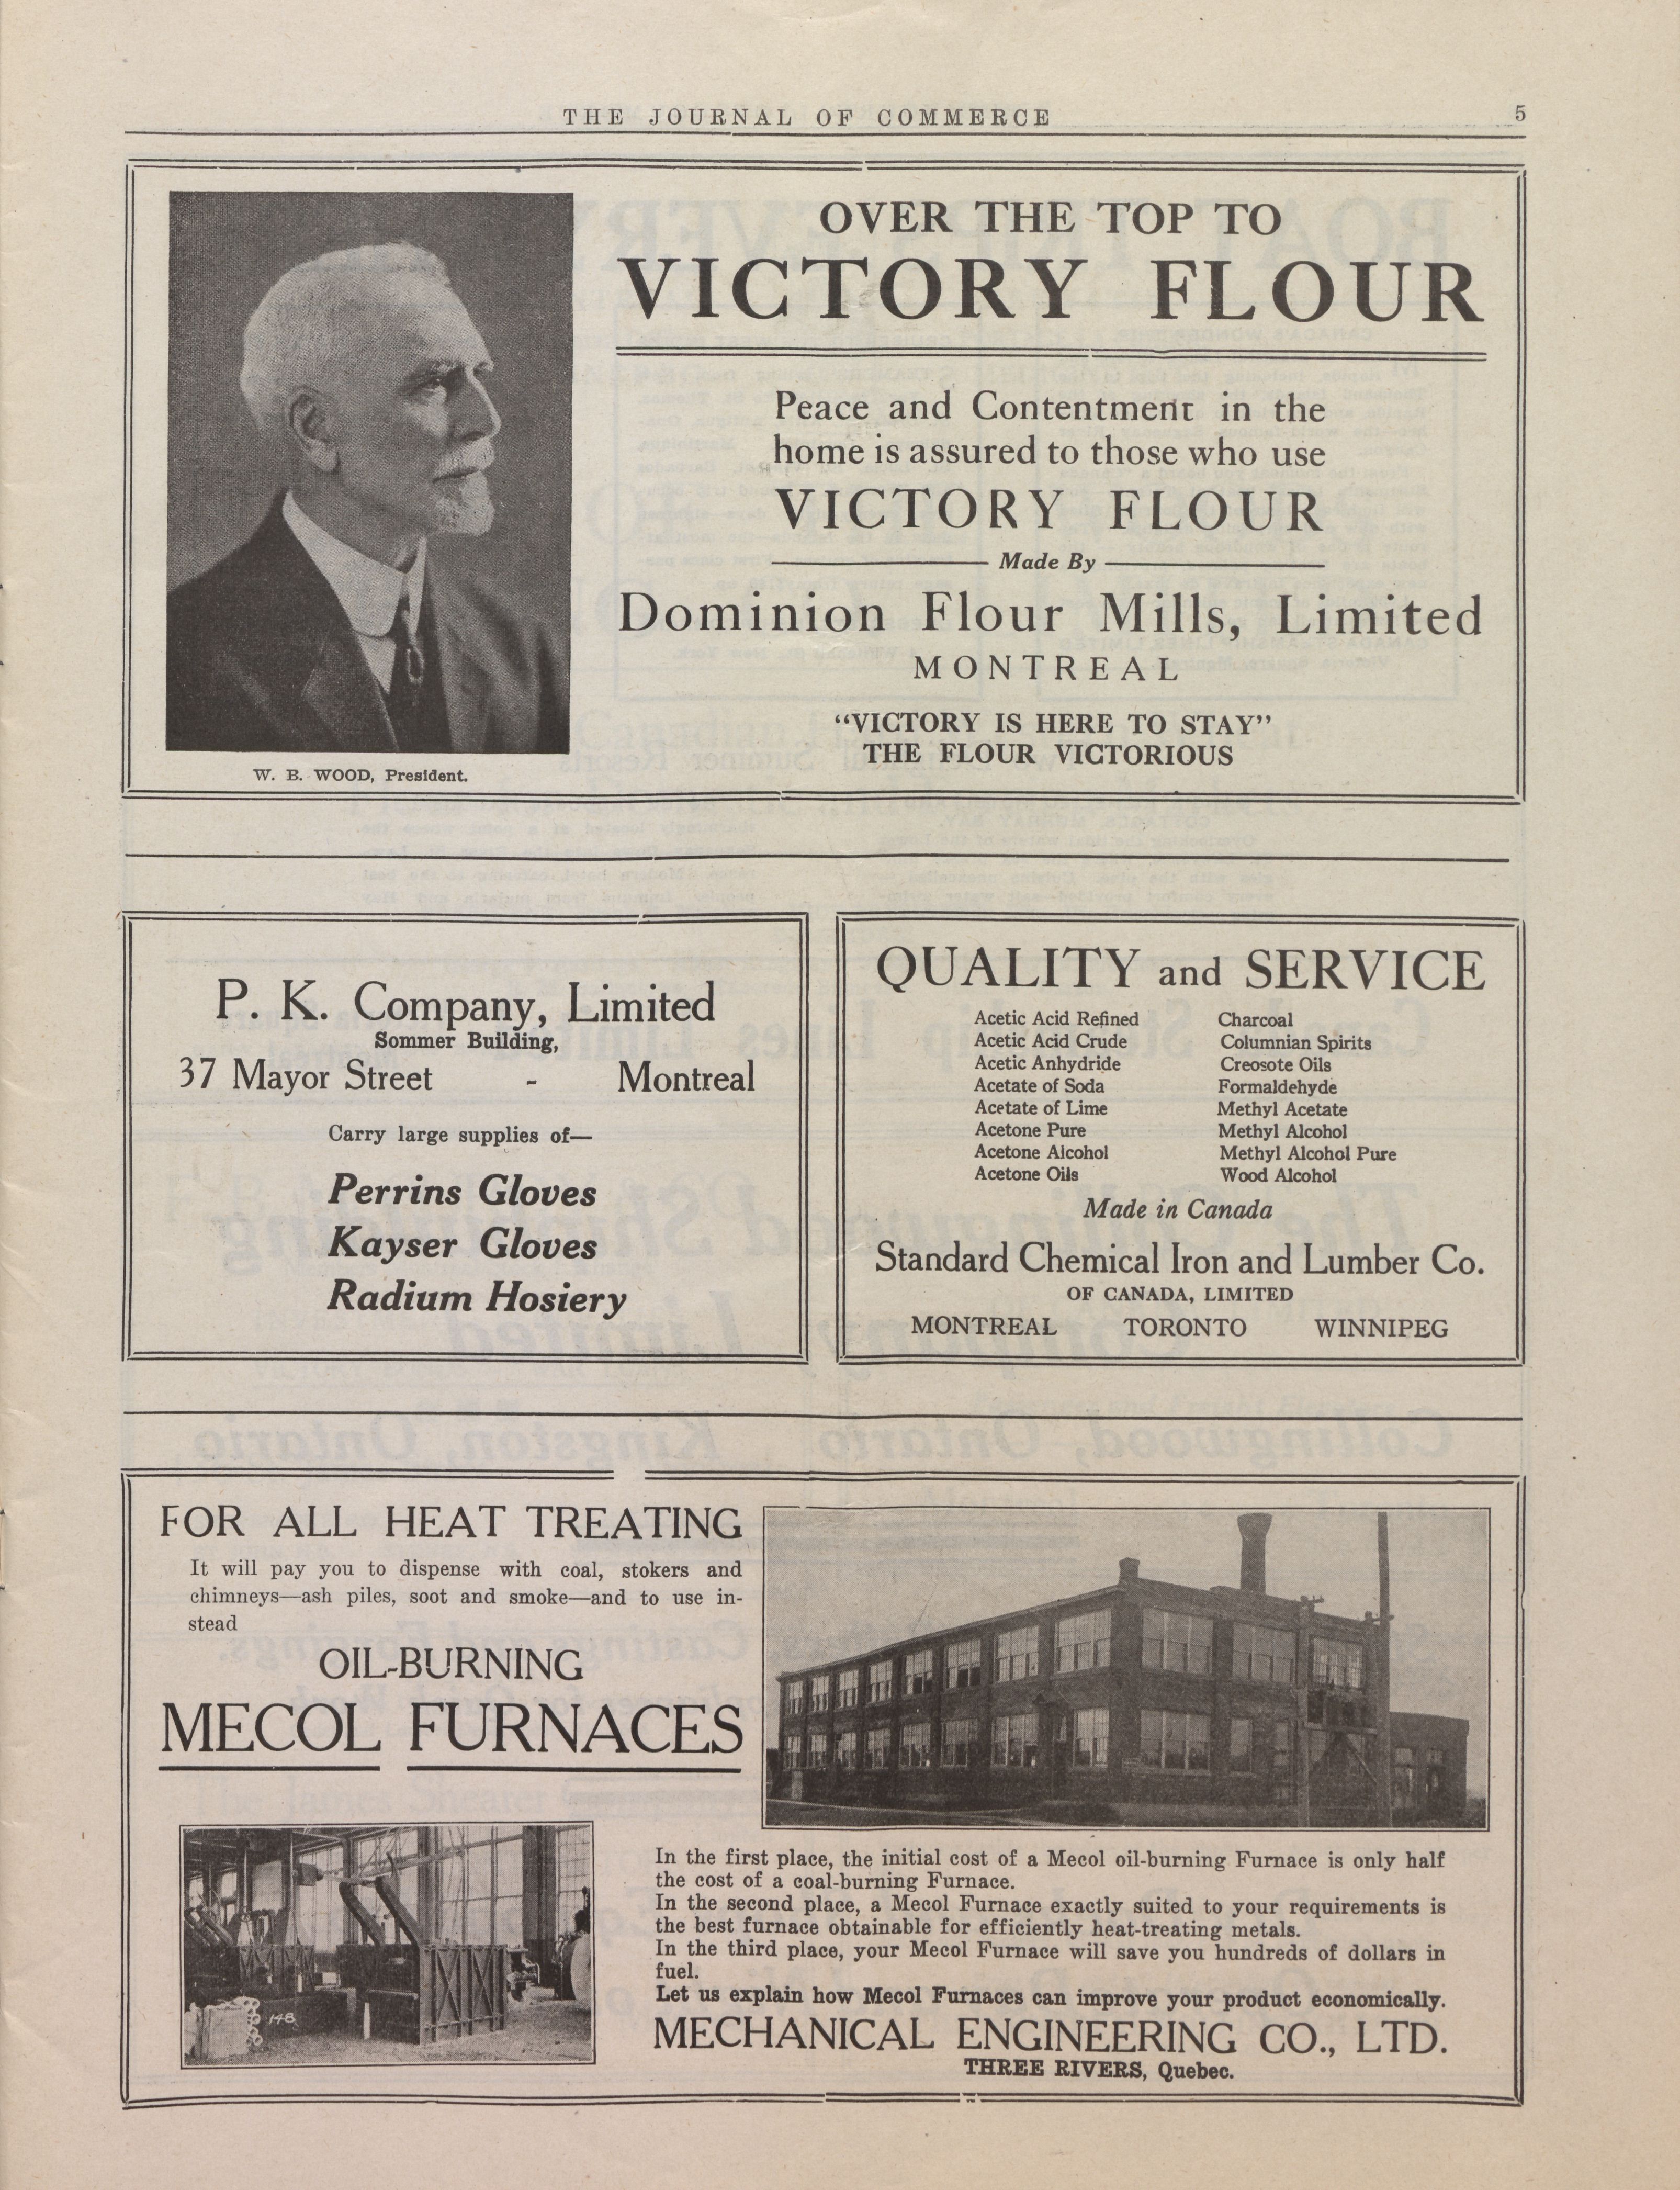 THE JOURNAL OF COMMERCE
5
OVER THE TOP TO
VICTORY FLOUR
Peace and Contentment in the
home is assured to those who use
VICTORY FLOUR
Made By
Dominion Flour Mills, Limited
MONTREAL
"VICTORY IS HERE TO STAY"
THE FLOUR VICTORIOUS
W. B. WOOD, President.
P. K. Company, Limited
Sommer Building,
37 Mayor Street - Montreal
Carry large supplies of—
Perrins Gloves
Kayser Gloves
Radium Hosiery
QUALITY and SERVICE
Acetic Acid Refined
Acetic Acid Crude
Acetic Anhydride
Acetate of Soda
Acetate of Lime
Acetone Pure
Acetone Alcohol
Acetone Oils
Charcoal
Columnian Spirits
Creosote Oils
Formaldehyde
Methyl Acetate
Methyl Alcohol
Methyl Alcohol Pure
Wood Alcohol
Made in Canada
Standard Chemical Iron and Lumber Co.
OF CANADA, LIMITED
MONTREAL TORONTO WINNIPEG
FOR ALL HEAT TREATING
It will pay you to dispense with coal, stokers and
chimneys—ash piles, soot and smoke—and to use in-
stead
OIL-BURNING
MECOL FURNACES
148
In the first place, the initial cost of a Mecol oil-burning Furnace is only half
the cost of a coal-burning Furnace.
In the second place, a Mecol Furnace exactly suited to your requirements is
the best furnace obtainable for efficiently heat-treating metals.
In the third place, your Mecol Furnace will save you hundreds of dollars in
fuel.
Let us explain how Mecol Furnaces can improve your product economically.
MECHANICAL ENGINEERING CO., LTD.
THREE RIVERS, Quebec.